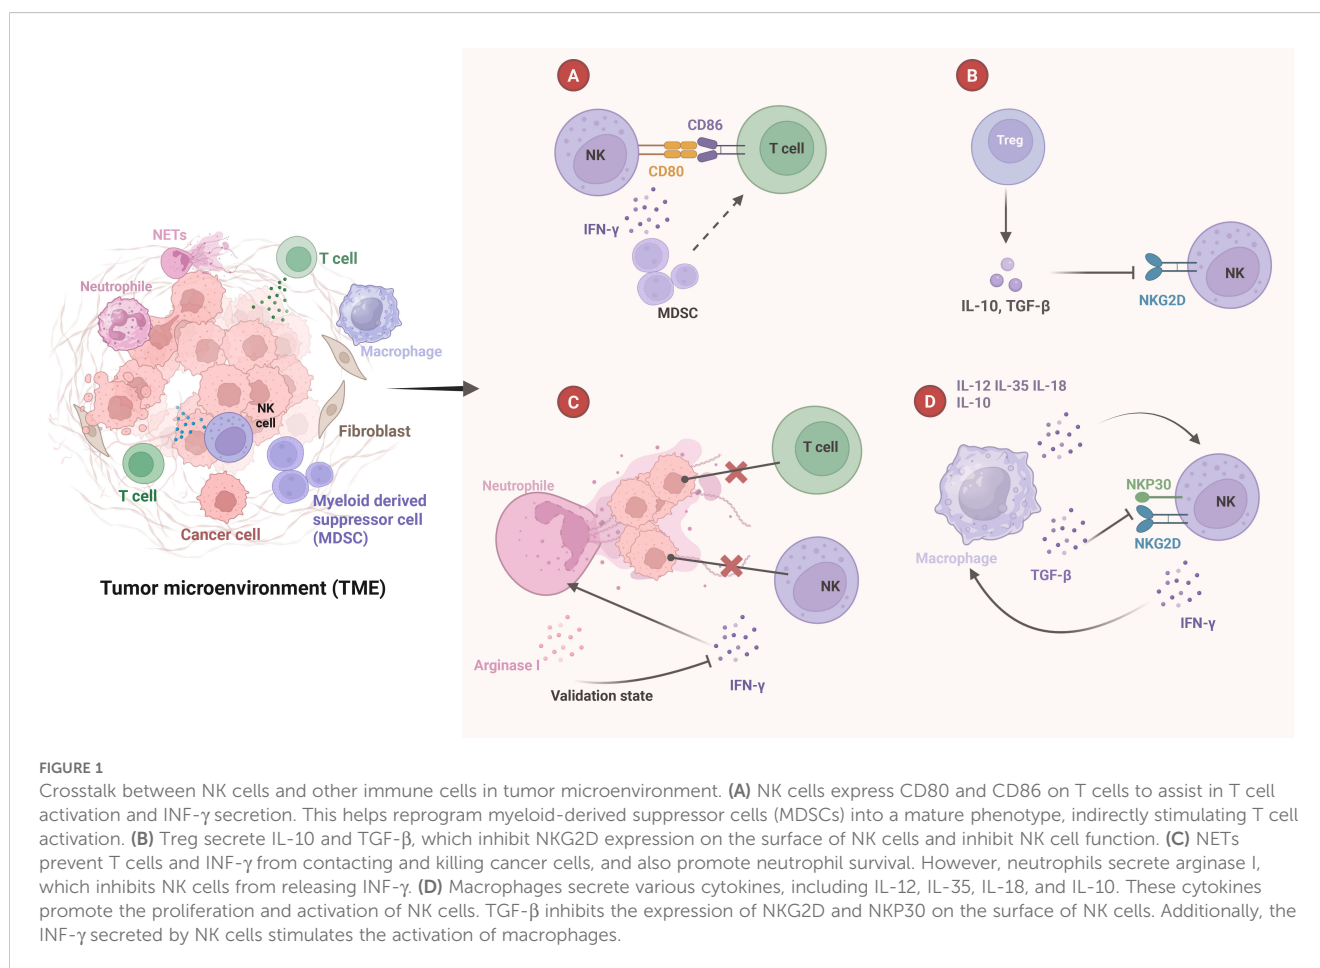 NETs
T cell
Neutrophile
Macrophage
NK
cell
Fibroblast
T cell
Myeloid derived
suppressor cell
(MDSC)
Cancer cell
Tumor microenvironment (TME)
A
NK
CD86
CD80
T cell
IFN-γ
MDSC
B
Treg
IL-10, TGF-β
NKG2D
NK
C
T cell
Neutrophile
NK
Arginase I
IFN-γ
Validation state
D
IL-12 IL-35 IL-18
IL-10
NKP30
NK
NKG2D
Macrophage
TGF-β
IFN-γ
FIGURE 1
Crosstalk between NK cells and other immune cells in tumor microenvironment. (A) NK cells express CD80 and CD86 on T cells to assist in T cell
activation and INF-γ secretion. This helps reprogram myeloid-derived suppressor cells (MDSCs) into a mature phenotype, indirectly stimulating T cell
activation. (B) Treg secrete IL-10 and TGF-β, which inhibit NKG2D expression on the surface of NK cells and inhibit NK cell function. (C) NETs
prevent T cells and INF-γ from contacting and killing cancer cells, and also promote neutrophil survival. However, neutrophils secrete arginase I,
which inhibits NK cells from releasing INF-γ. (D) Macrophages secrete various cytokines, including IL-12, IL-35, IL-18, and IL-10. These cytokines
promote the proliferation and activation of NK cells. TGF-β inhibits the expression of NKG2D and NKP30 on the surface of NK cells. Additionally, the
INF-γ secreted by NK cells stimulates the activation of macrophages.